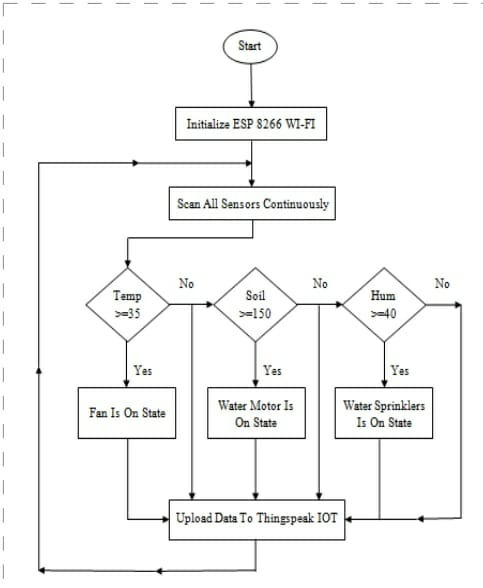 Start
Initialize ESP 8266 WI-FI
Scan All Sensors Continuously
Temp
>=35
No
Soil
>=150
No
Hum
>=40
No
Yes
Yes
Yes
Fan Is On State
Water Motor Is
On State
Water Sprinklers
Is On State
Upload Data To Thingspeak IOT